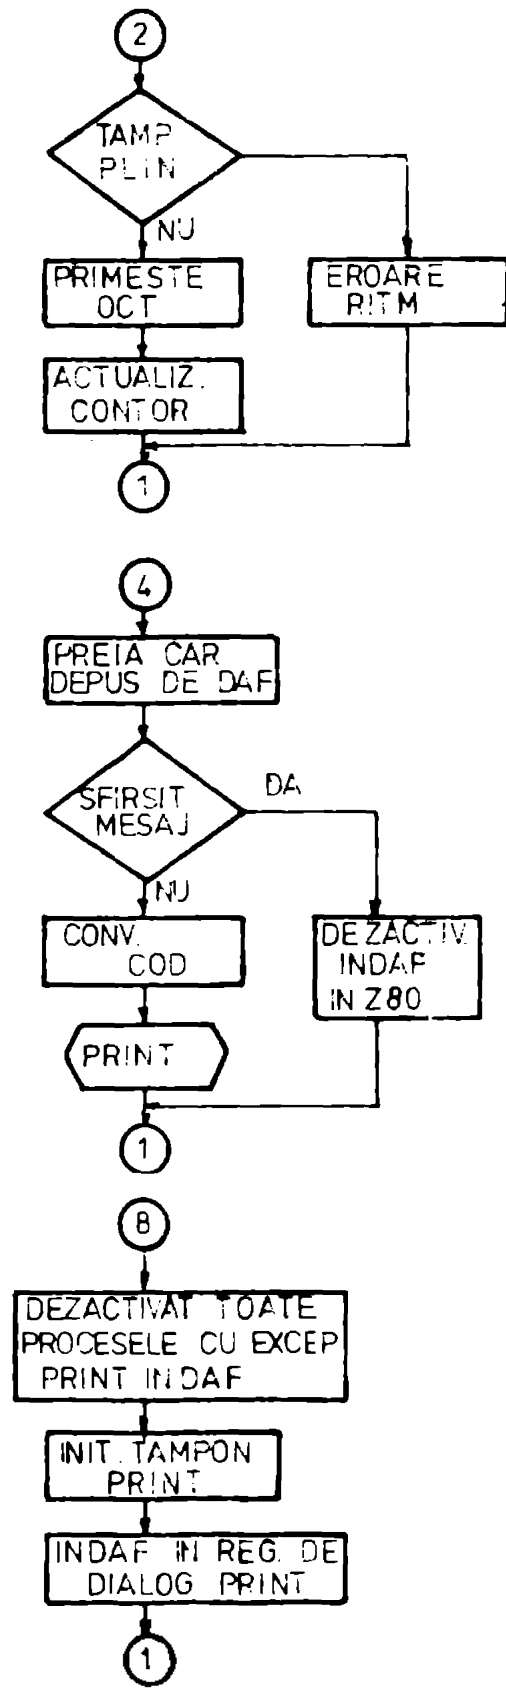 2
TAMP
PLIN
NU
PRIMESTE
OCT
EROARE
RITM
ACTUALIZ.
CONTOR
1
4
PREIA CAR
DEPUS DE DAF
SFIRSIT
MESAJ
DA
NU
CONV.
COD
DEZACTIV.
INDAF
IN Z80
PRINT
1
8
DEZACTIVAT TOATE
PROCESELE CU EXCEP
PRINT INDAF
INIT. TAMPON
PRINT
INDAF IN REG. DE
DIALOG PRINT
1